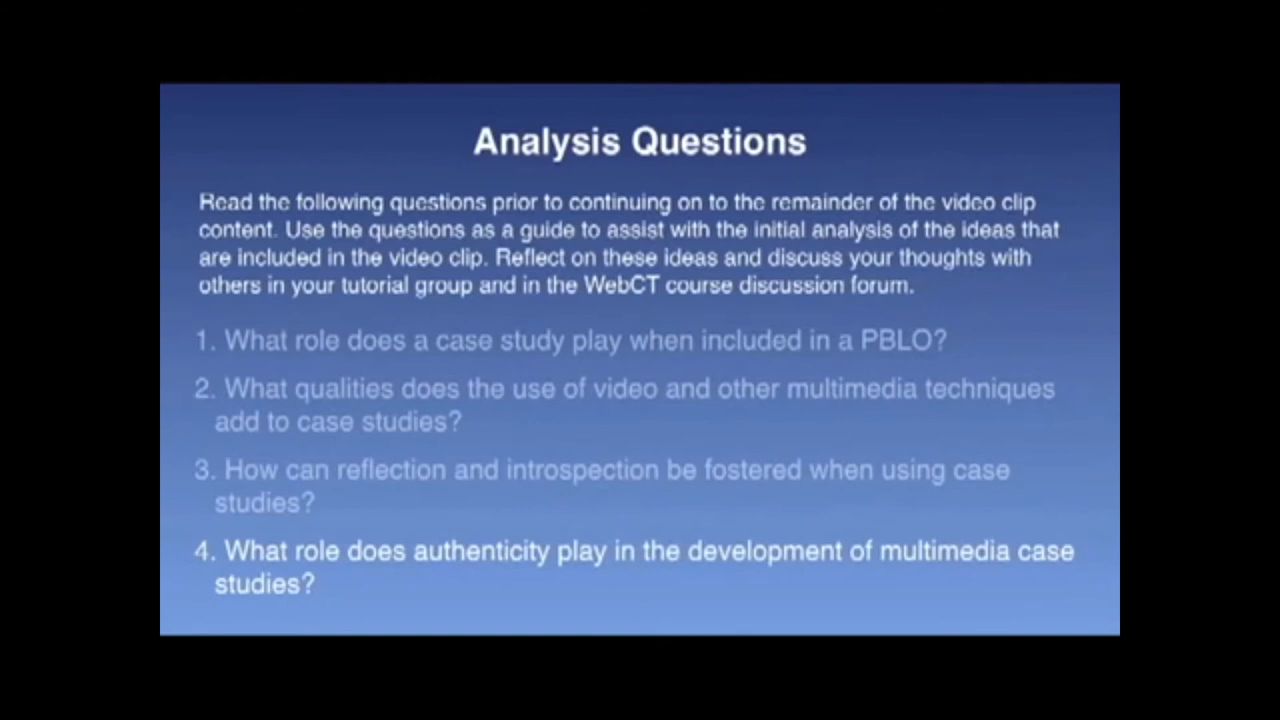 Analysis Questions
Read the following questions prior to continuing on to the remainder of the video clip
content. Use the questions as a guide to assist with the initial analysis of the ideas that
are included in the video clip. Reflect on these ideas and discuss your thoughts with
others in your tutorial group and in the WebCT course discussion forum.
1. What role does a case study play when included in a PBLO?
2. What qualities does the use of video and other multimedia techniques
add to case studies?
3. How can reflection and introspection be fostered when using case
studies?
4. What role does authenticity play in the development of multimedia case
studies?